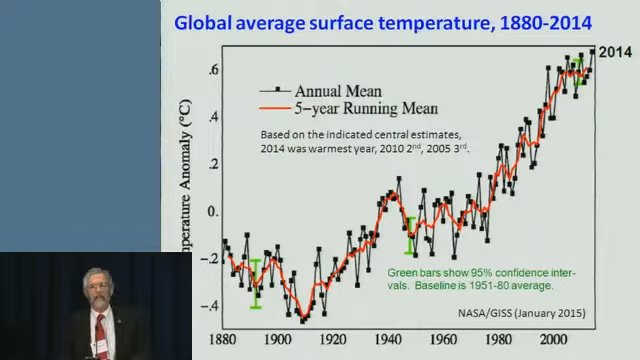 Global average surface temperature, 1880-2014
2014
.6
.4
.2
0.
-.2
-.4
Temperature Anomaly (°C)
Annual Mean
5-year Running Mean
Based on the indicated central estimates,
2014 was warmest year, 2010 2nd, 2005 3rd.
Green bars show 95% confidence inter-
vals. Baseline is 1951-80 average.
NASA/GISS (January 2015)
1880 1900 1920 1940 1960 1980 2000